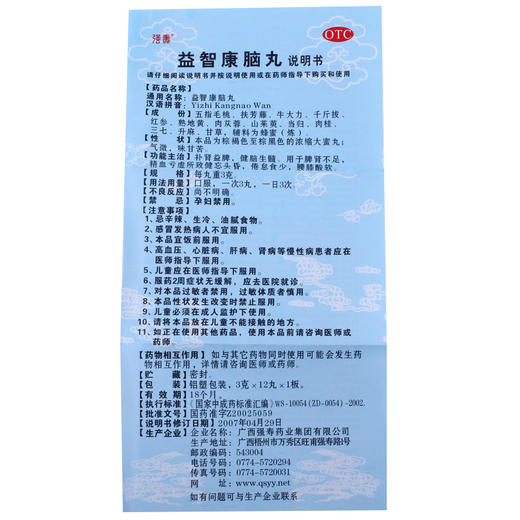 强寿
OTC
益智康脑丸 说明书
请仔细阅读说明书并按说明使用或在药师指导下购买和使用
【药品名称】
通用名称：益智康脑丸
汉语拼音：Yizhi Kangnao Wan
【成　　份】五指毛桃、扶芳藤、牛大力、千斤拔、
红参、熟地黄、肉苁蓉、山茱萸、当归、肉桂、
三七、升麻、甘草，辅料为蜂蜜（炼）。
【性　　状】本品为棕褐色至棕黑色的浓缩大蜜丸；
气微，味甘苦。
【功能主治】补肾益脾，健脑生髓。用于脾肾不足，
精血亏虚所致健忘头昏，倦怠食少，腰膝酸软。
【规　　格】每丸重3克。
【用法用量】口服，一次3丸，一日3次。
【不良反应】尚不明确。
【禁　　忌】孕妇禁用。
【注意事项】
1、忌辛辣、生冷、油腻食物。
2、感冒发热病人不宜服用。
3、本品宜饭前服用。
4、高血压、心脏病、肝病、肾病等慢性病患者应在
医师指导下服用。
5、儿童应在医师指导下服用。
6、服药2周症状无缓解，应去医院就诊。
7、对本品过敏者禁用，过敏体质者慎用。
8、本品性状发生改变时禁止服用。
9、儿童必须在成人监护下使用。
10、请将本品放在儿童不能接触的地方。
11、如正在使用其他药品，使用本品前请咨询医师或
药师。
【药物相互作用】如与其它药物同时使用可能会发生药
物相互作用，详情请咨询医师或药师。
【贮　　藏】密封。
【包　　装】铝塑包装，3克×12丸×1板。
【有 效 期】18个月。
【执行标准】《国家中成药标准汇编》WS-10054(ZD-0054)-2002.
【批准文号】国药准字Z20025059
【说明书修订日期】2007年04月29日
【生产企业】企业名称：广西强寿药业集团有限公司
生产地址：广西梧州市万秀区旺甫强寿路1号
邮政编码：543004
电话号码：0774-5720294
传真号码：0774-5720031
网　　址：www.qsyy.net
如有问题可与生产企业联系